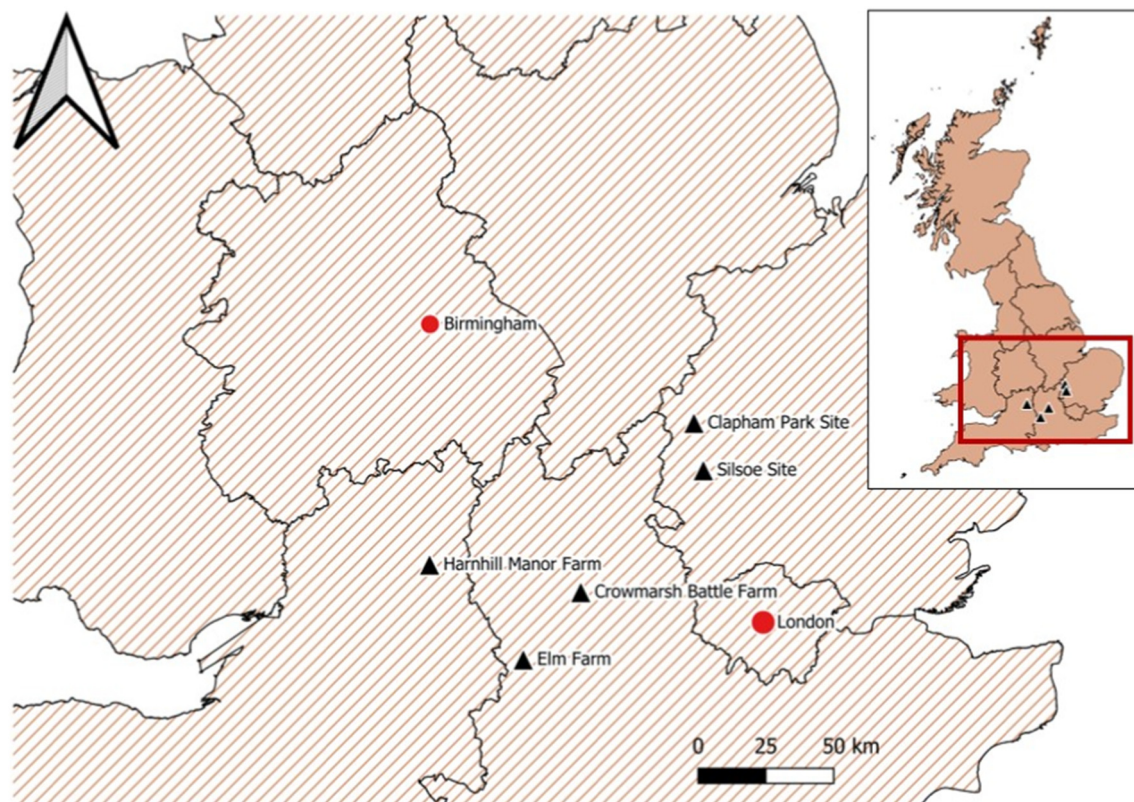 Birmingham
Clapham Park Site
Silsoe Site
Harnhill Manor Farm
Crowmarsh Battle Farm
London
Elm Farm
0 25 50 km